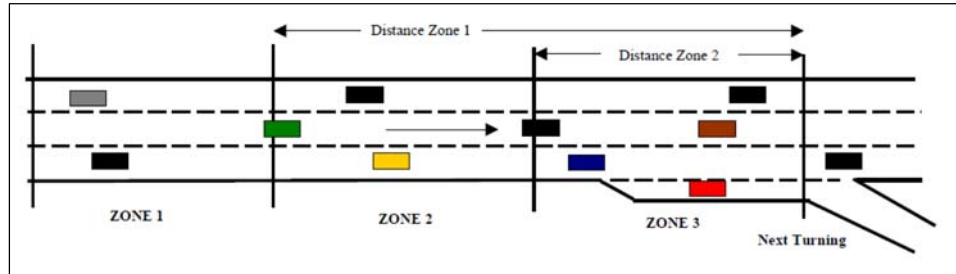 Distance Zone 1
Distance Zone 2
ZONE 1
ZONE 2
ZONE 3
Next Turning